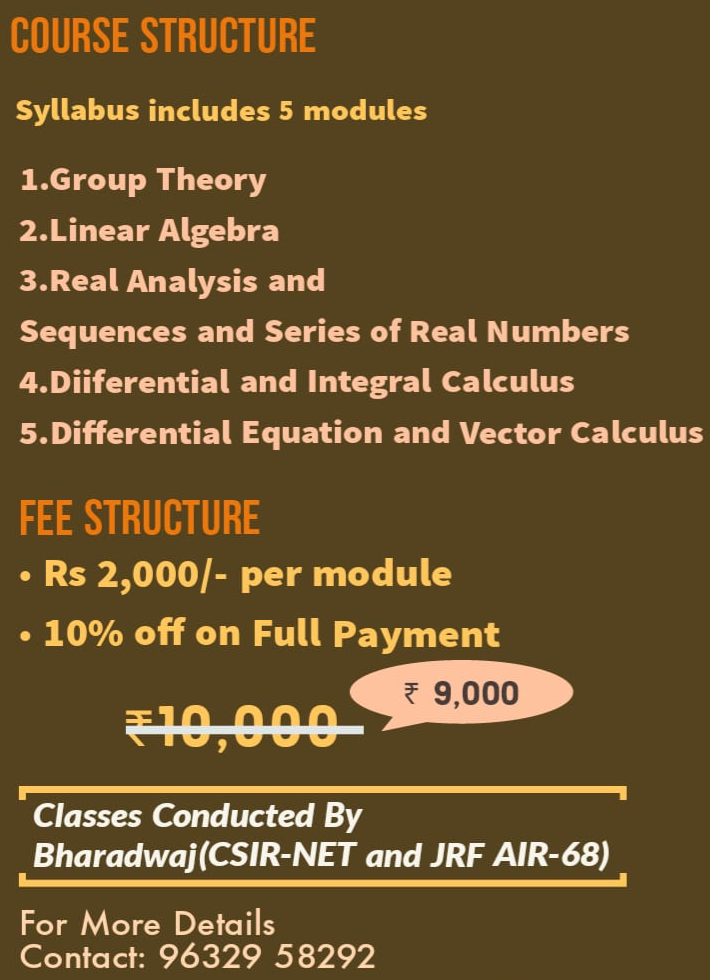 COURSE STRUCTURE
Syllabus includes 5 modules
1.Group Theory
2.Linear Algebra
3.Real Analysis and
Sequences and Series of Real Numbers
4.Diiferential and Integral Calculus
5.Differential Equation and Vector Calculus
FEE STRUCTURE
• Rs 2,000/- per module
• 10% off on Full Payment
₹ 9,000
₹10,000
Classes Conducted By
Bharadwaj(CSIR-NET and JRF AIR-68)
For More Details
Contact: 96329 58292